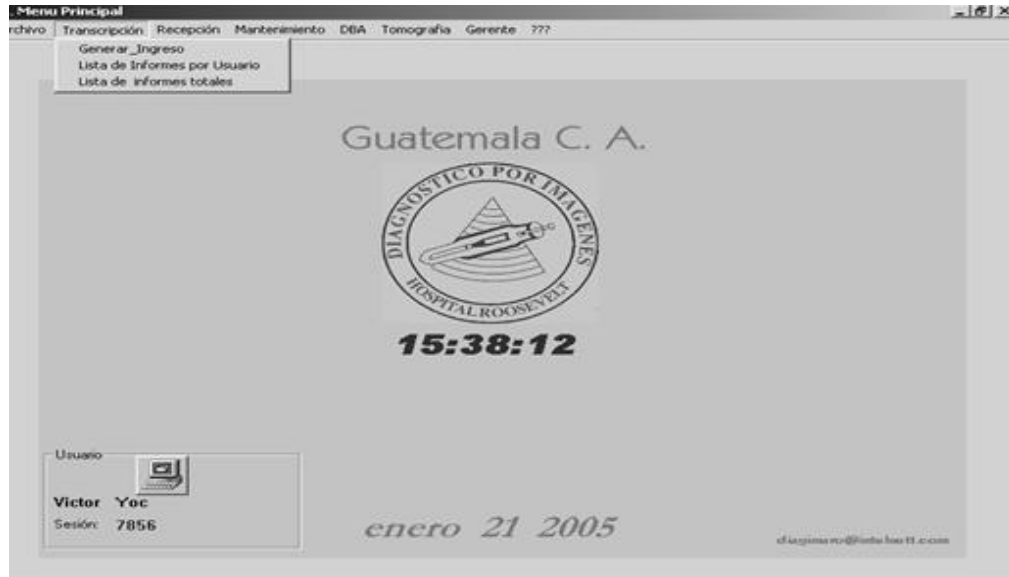 Menu Principal
rchivo Transcripción Recepción Mantenimiento DBA Tomografia Gerente ???
Generar_Ingreso
Lista de Informes por Usuario
Lista de informes totales
Guatemala C. A.
DIAGNOSTICO POR IMAGENES
HOSPITAL ROOSEVELT
15:38:12
Usuario
Victor Yoc
Sesión: 7856
enero 21 2005